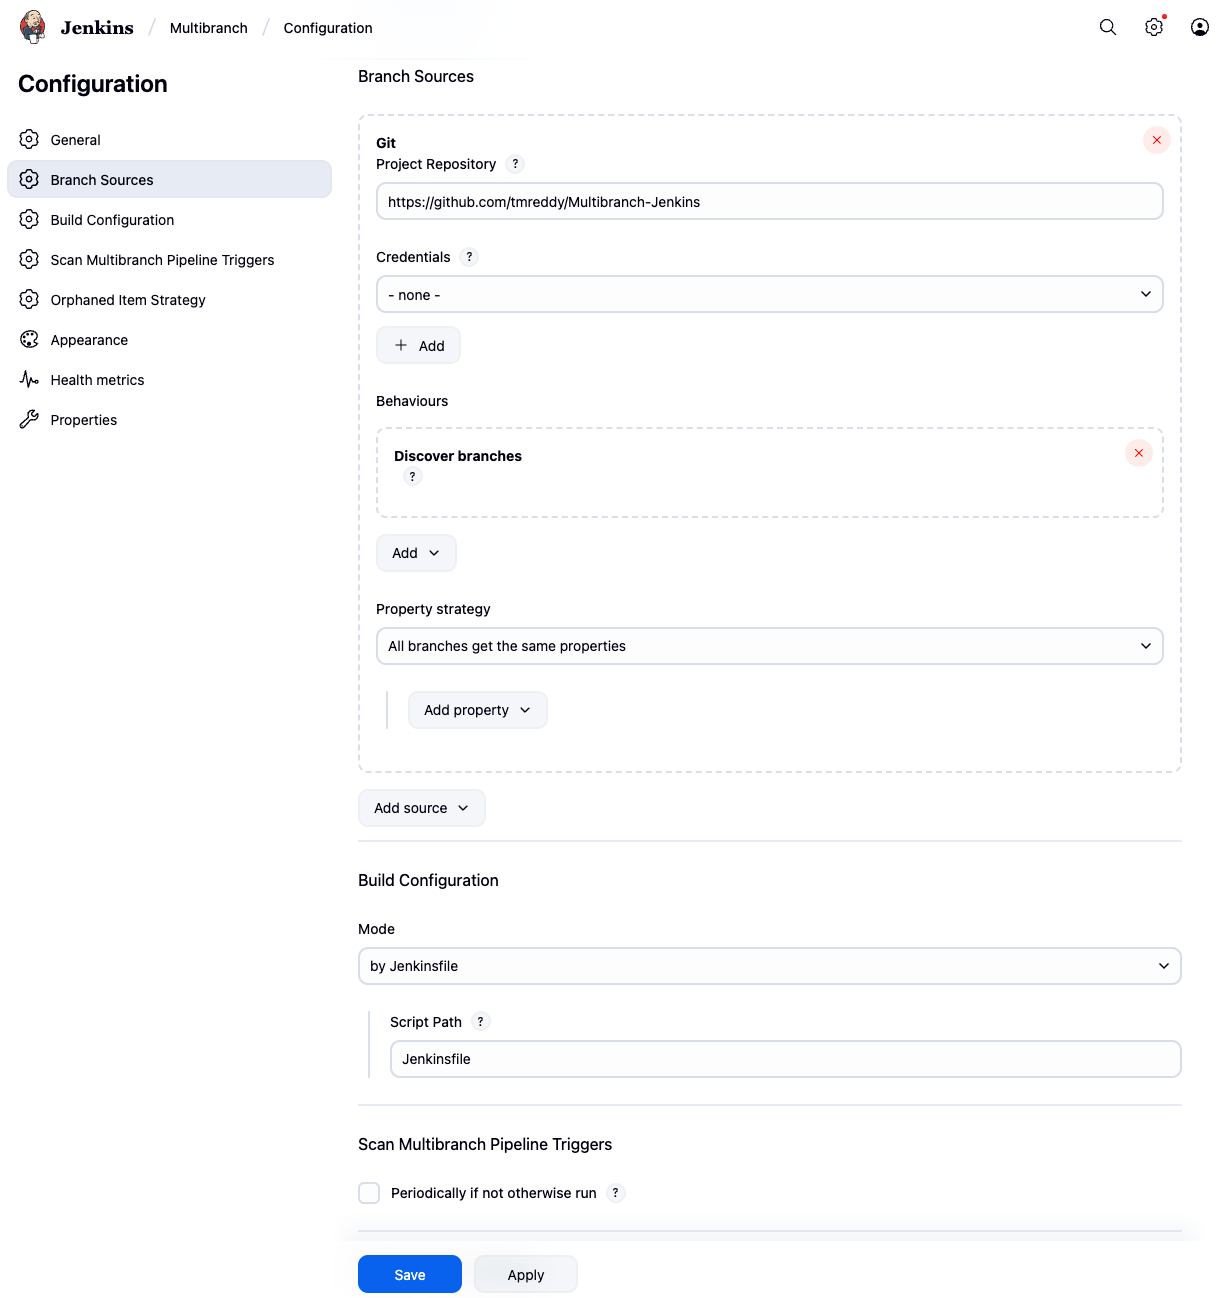 Jenkins / Multibranch / Configuration
Configuration
General
Branch Sources
Build Configuration
Scan Multibranch Pipeline Triggers
Orphaned Item Strategy
Appearance
Health metrics
Properties
Branch Sources
Git
Project Repository ?
https://github.com/tmreddy/Multibranch-Jenkins
Credentials ?
- none -
Add
Behaviours
Discover branches
?
Add
Property strategy
All branches get the same properties
Add property
Add source
Build Configuration
Mode
by Jenkinsfile
Script Path ?
Jenkinsfile
Scan Multibranch Pipeline Triggers
Periodically if not otherwise run ?
Save Apply